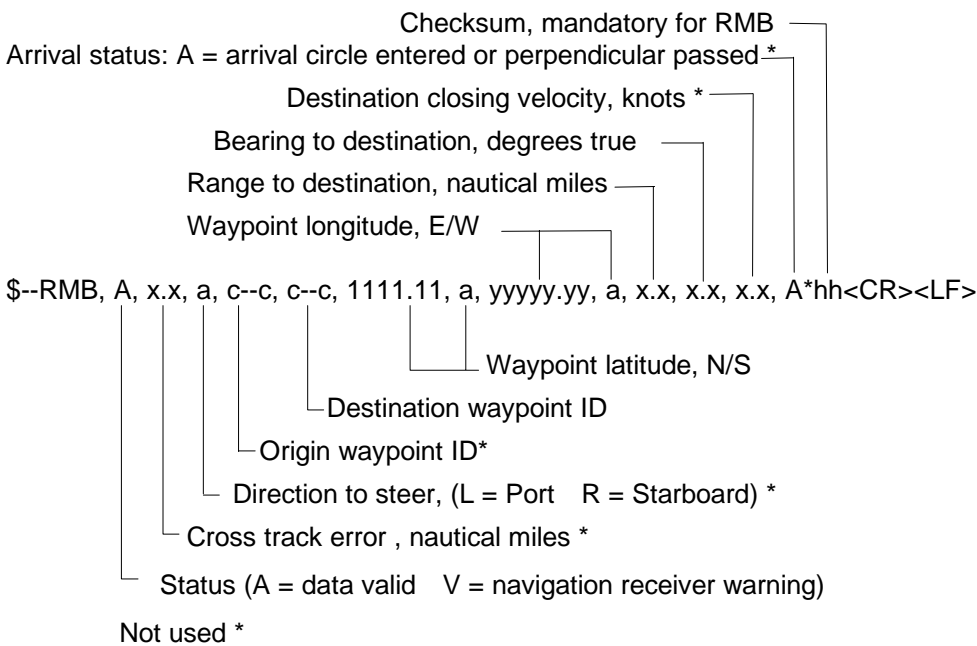 Checksum, mandatory for RMB
Arrival status: A = arrival circle entered or perpendicular passed *
Destination closing velocity, knots *
Bearing to destination, degrees true
Range to destination, nautical miles
Waypoint longitude, E/W
$--RMB, A, x.x, a, c--c, c--c, 1111.11, a, yyyyy.yy, a, x.x, x.x, x.x, A*hh<CR><LF>
Waypoint latitude, N/S
Destination waypoint ID
Origin waypoint ID*
Direction to steer, (L = Port R = Starboard) *
Cross track error , nautical miles *
Status (A = data valid V = navigation receiver warning)
Not used *